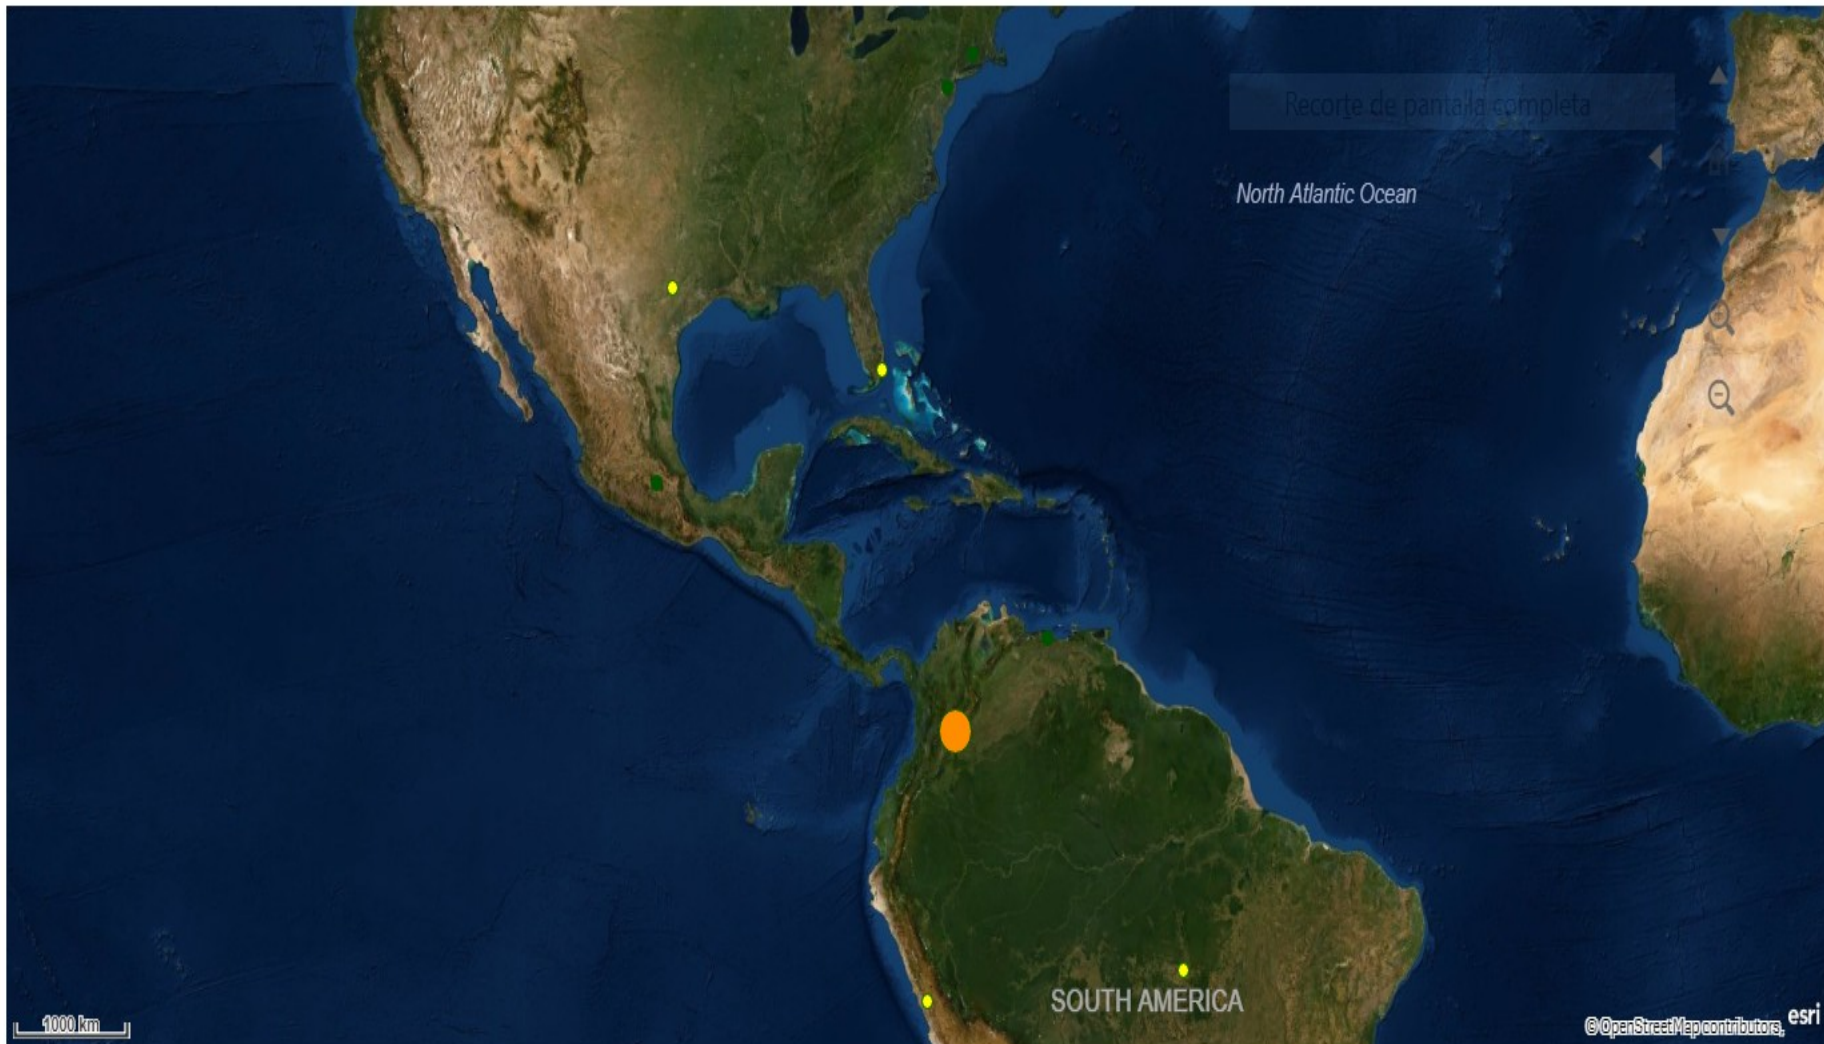 Recorte de pantalla completa
North Atlantic Ocean
SOUTH AMERICA
1000 km
esri
© OpenStreetMap contributors,